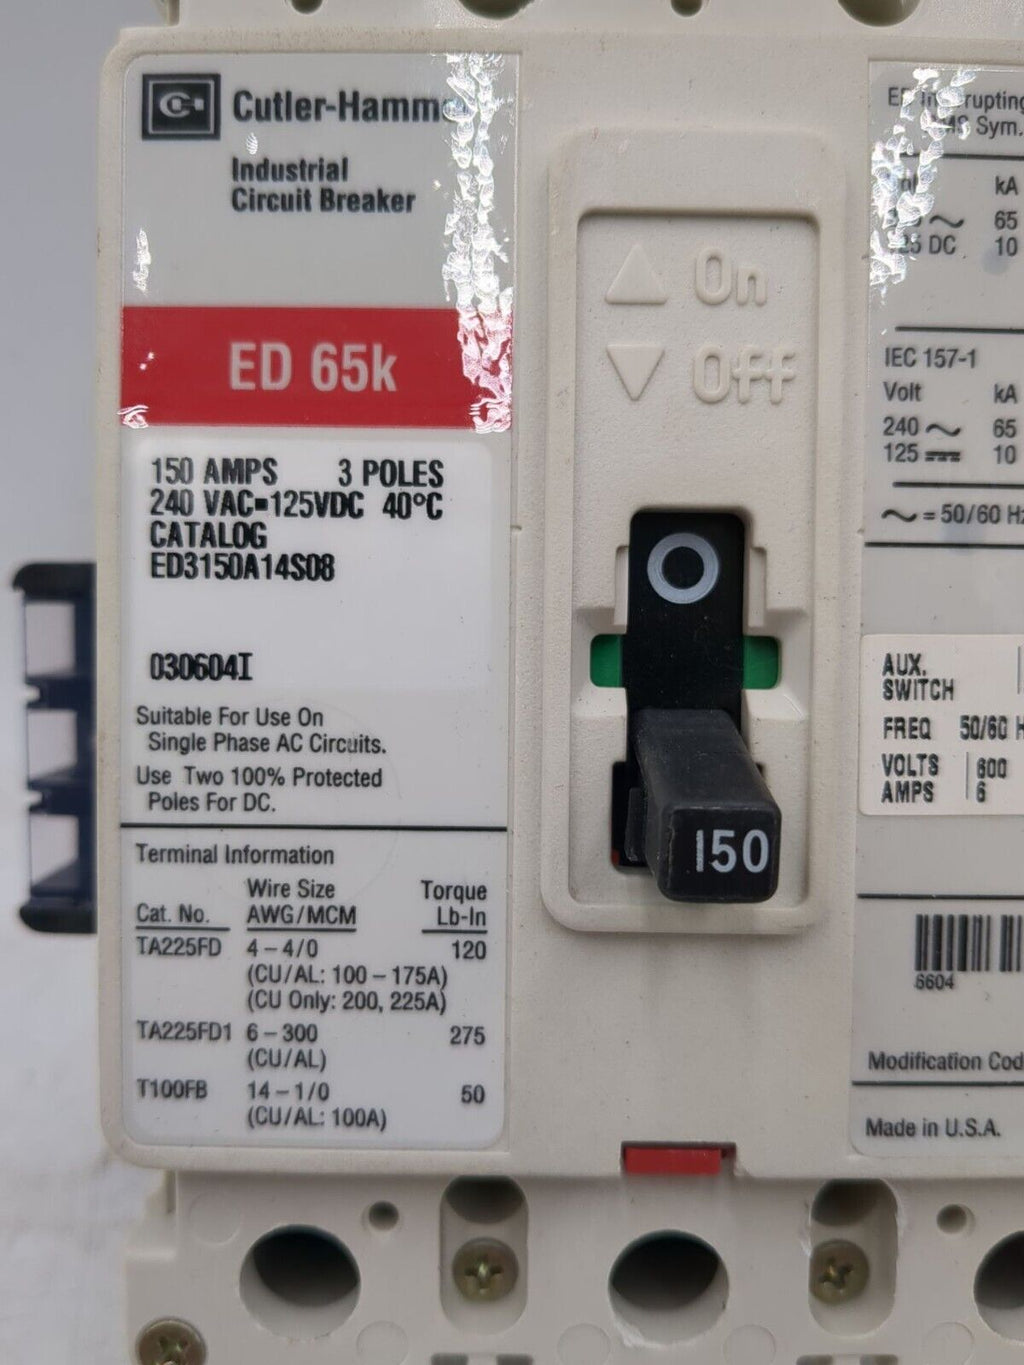 Cutler-Hamme
Industrial
Circuit Breaker
ED 65k
150 AMPS 3 POLES
240 VAC■125VDC 40°C
CATALOG
ED3150A14S08
030604I
Suitable For Use On
Single Phase AC Circuits.
Use Two 100% Protected
Poles For DC.
Terminal Information
Wire Size Torque
Cat. No. AWG/MCM Lb-In
TA225FD 4 – 4/0 120
(CU/AL: 100 – 175A)
(CU Only: 200, 225A)
TA225FD1 6 – 300 275
(CU/AL)
T100FB 14 – 1/0 50
(CU/AL: 100A)
On
Off
O
150
Sym.
kA
65
DC 10
IEC 157-1
Volt kA
240 ~ 65
125 ⎓ 10
~ = 50/60 Hz
AUX.
SWITCH
FREQ 50/60 H
VOLTS 600
AMPS 6
6604
Modification Cod
Made in U.S.A.